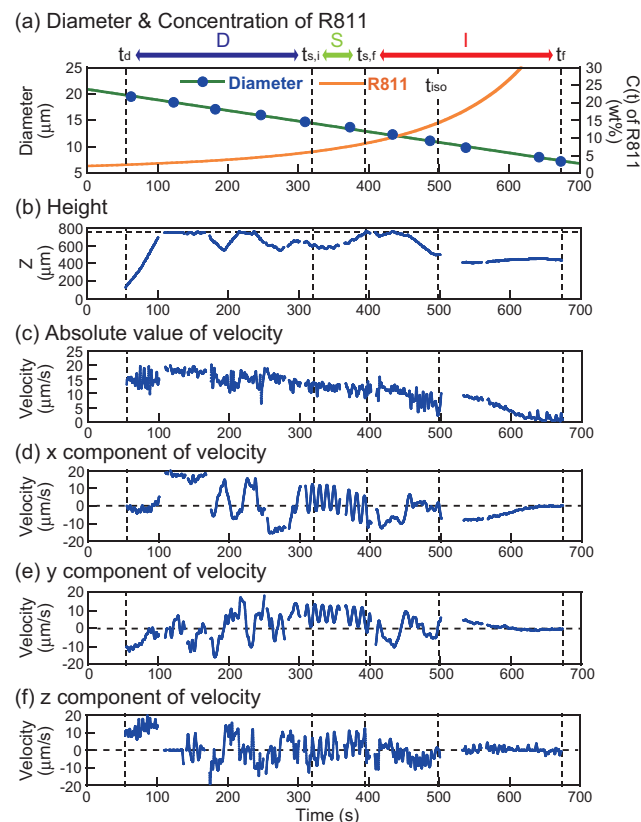 (a) Diameter & Concentration of R811
D S I
td ts,i ts,f tf
25 30
Diameter R811 tiso 25
20 20
15 15
10 10
5
5 0
Diameter
(μm)
C(t) of R811
(wt%)
0 100 200 300 400 500 600 700
(b) Height
800
600
400
0
Z
(μm)
0 100 200 300 400 500 600 700
(c) Absolute value of velocity
25
20
15
10
5
0
Velocity
(μm/s)
0 100 200 300 400 500 600 700
(d) x component of velocity
20
10
0
-10
-20
Velocity
(μm/s)
0 100 200 300 400 500 600 700
(e) y component of velocity
20
10
0
-10
-20
Velocity
(μm/s)
0 100 200 300 400 500 600 700
(f) z component of velocity
20
10
0
-10
-20
Velocity
(μm/s)
0 100 200 300 400 500 600 700
Time (s)